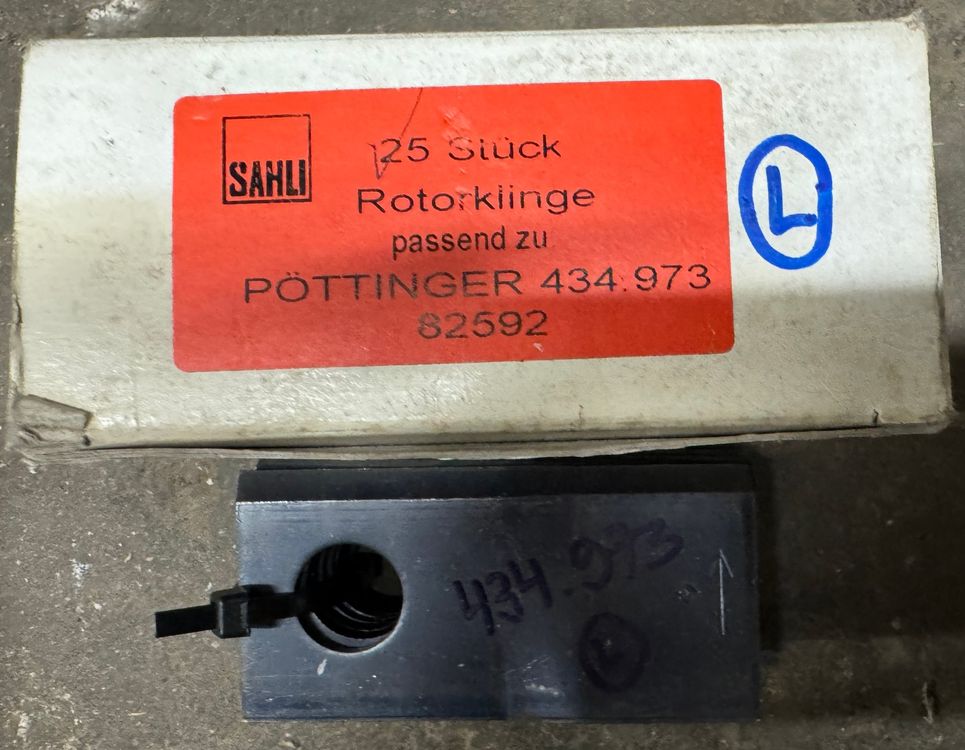 SAHLI
25 Stück
Rotorklinge
passend zu
PÖTTINGER 434.973
82592
L
434.973
L